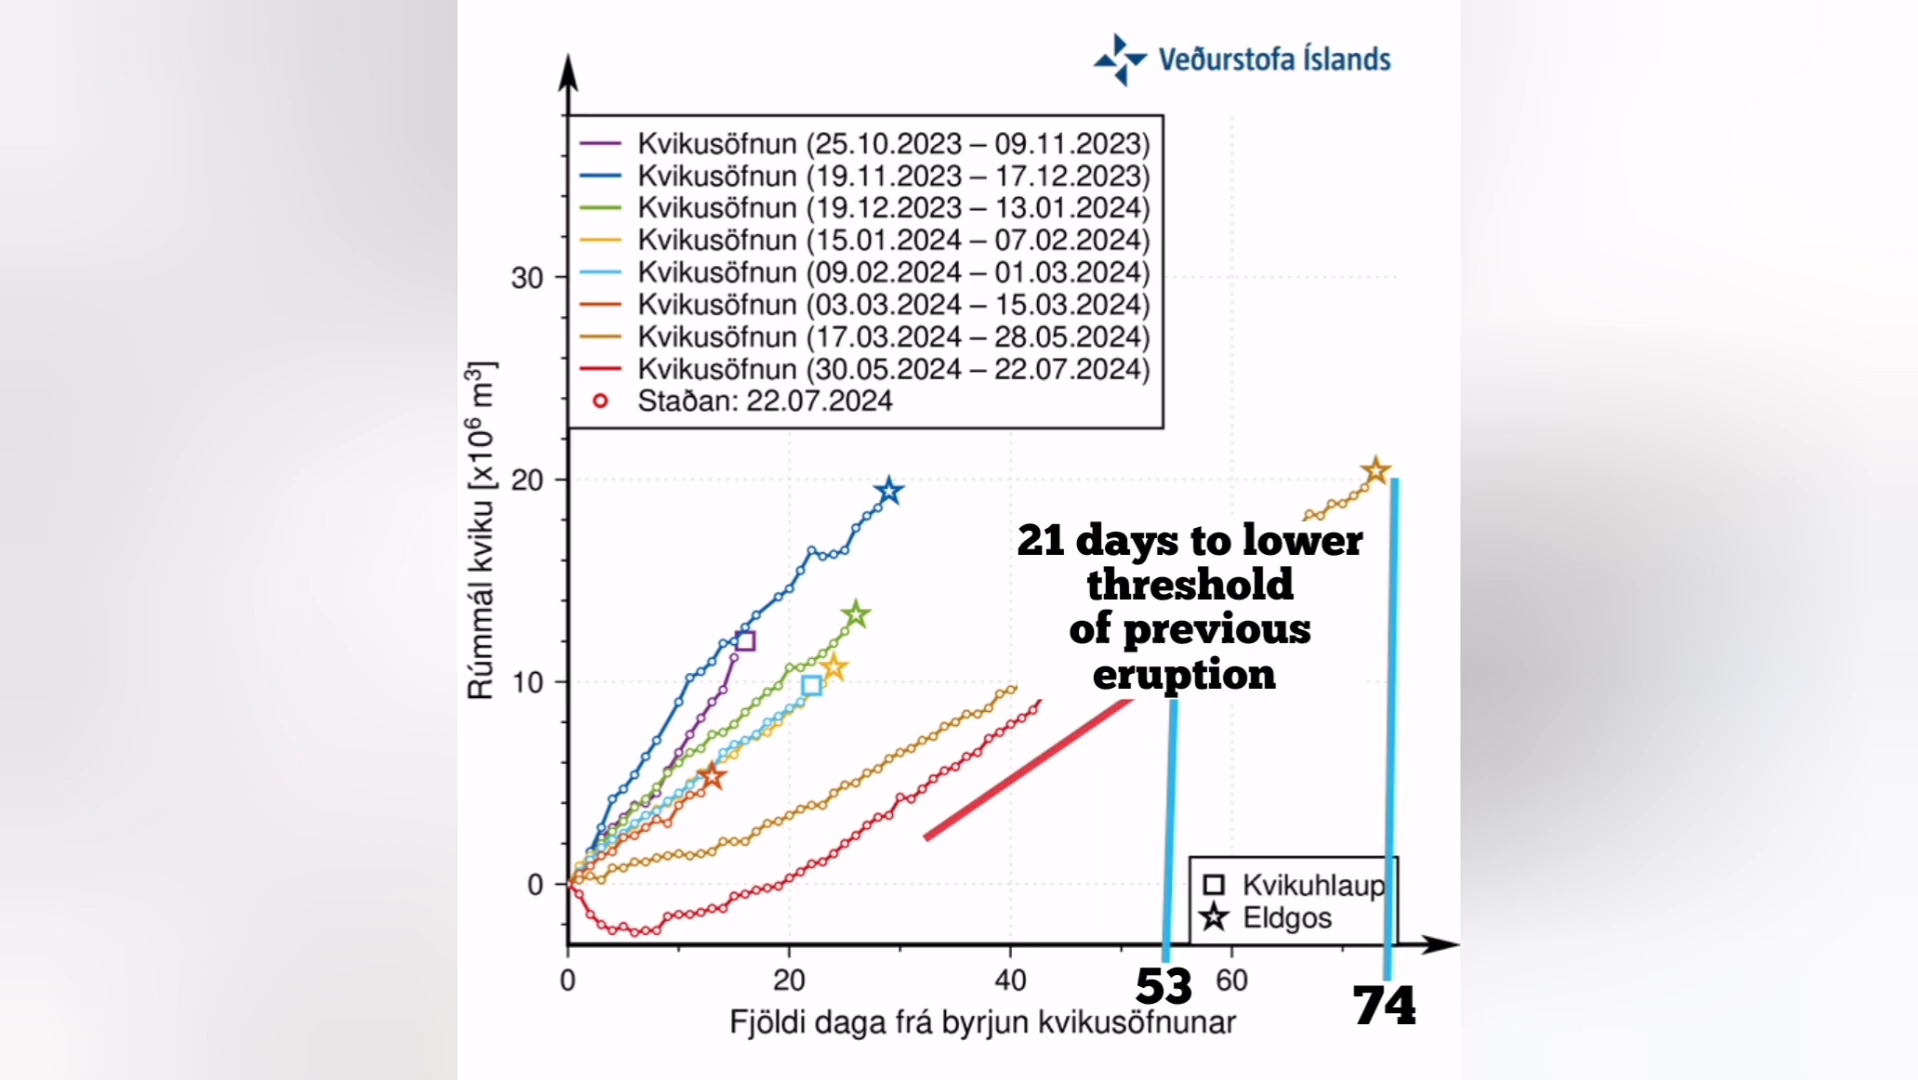 Veðurstofa Íslands
Kvikusöfnun (25.10.2023 – 09.11.2023)
Kvikusöfnun (19.11.2023 – 17.12.2023)
Kvikusöfnun (19.12.2023 – 13.01.2024)
Kvikusöfnun (15.01.2024 – 07.02.2024)
Kvikusöfnun (09.02.2024 – 01.03.2024)
Kvikusöfnun (03.03.2024 – 15.03.2024)
Kvikusöfnun (17.03.2024 – 28.05.2024)
Kvikusöfnun (30.05.2024 – 22.07.2024)
Staðan: 22.07.2024
Rúmmál kviku [x10⁶ m³]
30
20
10
0
21 days to lower
threshold
of previous
eruption
Kvikuhlaup
Eldgos
0
20
40
53
60
74
Fjöldi daga frá byrjun kvikusöfnunar